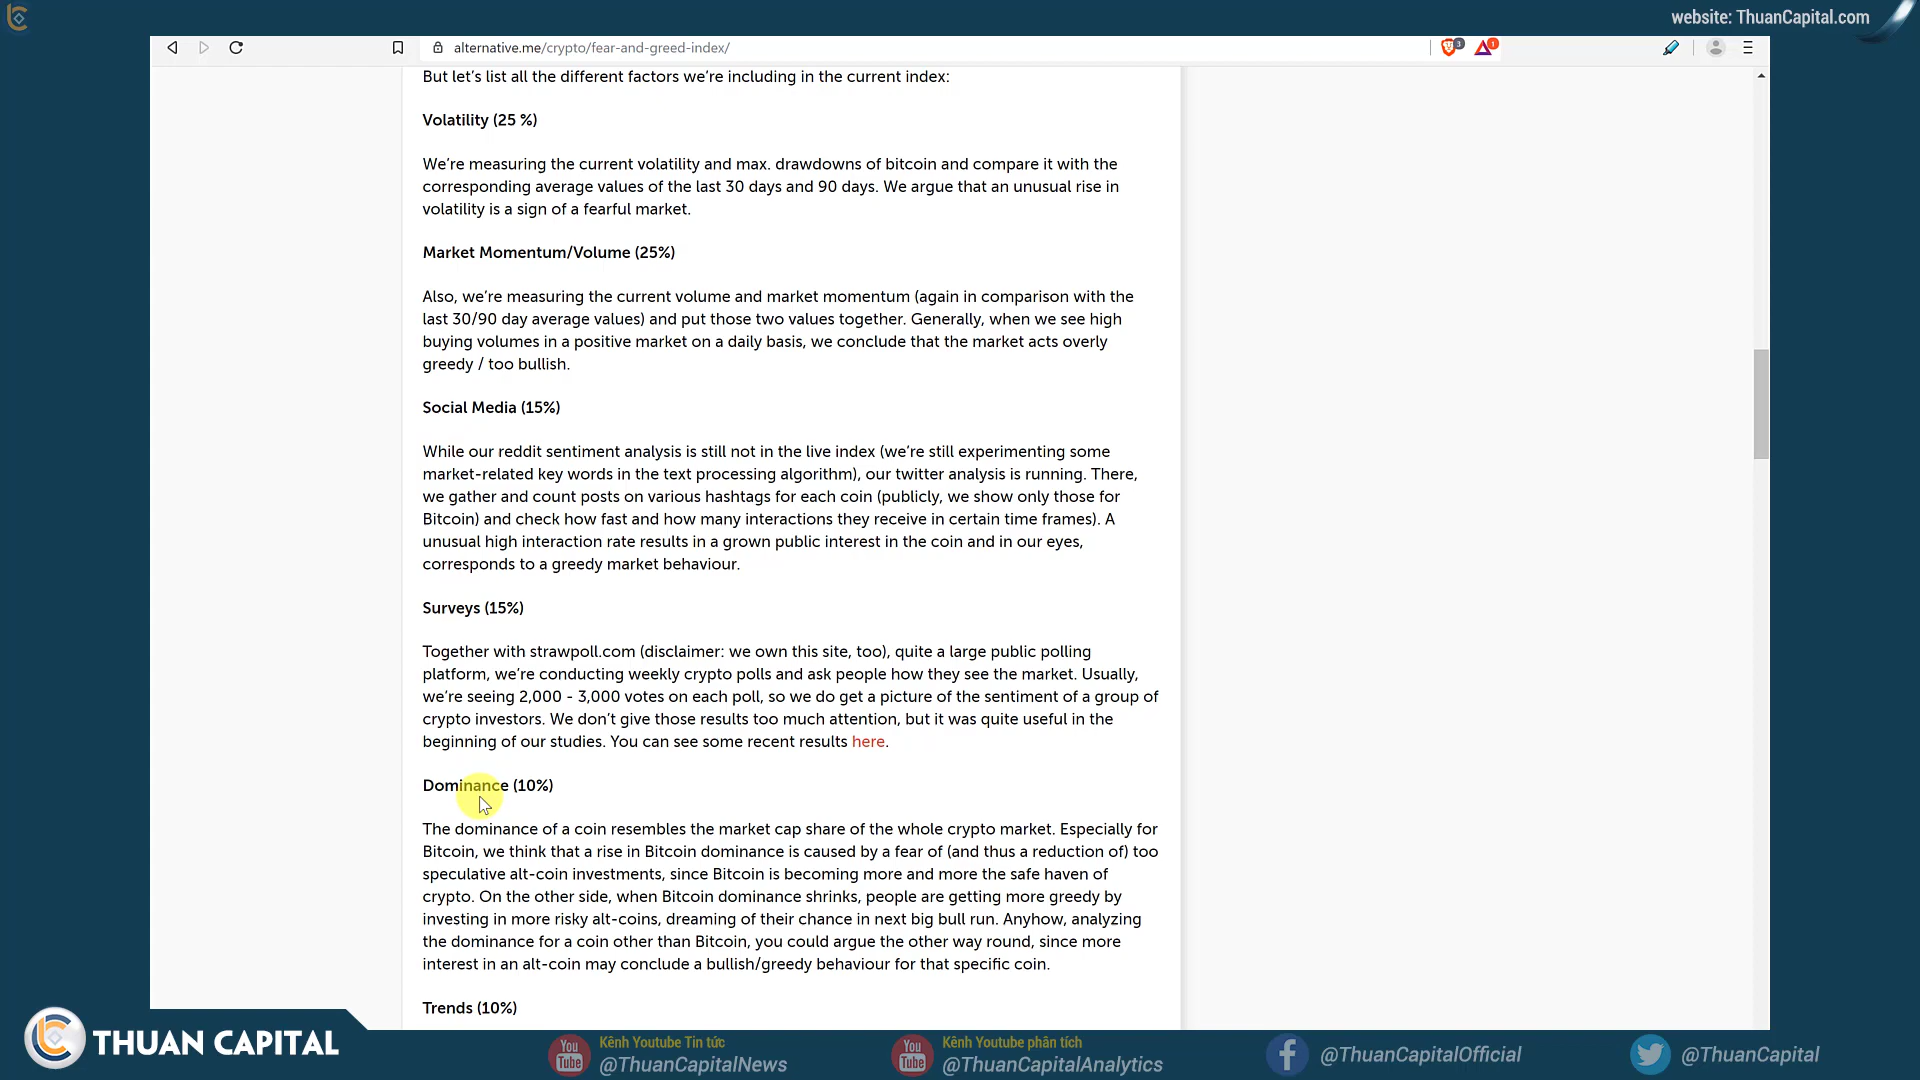 website: ThuanCapital.com
alternative.me/crypto/fear-and-greed-index/
3
1
But let's list all the different factors we're including in the current index:
Volatility (25 %)
We're measuring the current volatility and max. drawdowns of bitcoin and compare it with the
corresponding average values of the last 30 days and 90 days. We argue that an unusual rise in
volatility is a sign of a fearful market.
Market Momentum/Volume (25%)
Also, we're measuring the current volume and market momentum (again in comparison with the
last 30/90 day average values) and put those two values together. Generally, when we see high
buying volumes in a positive market on a daily basis, we conclude that the market acts overly
greedy / too bullish.
Social Media (15%)
While our reddit sentiment analysis is still not in the live index (we're still experimenting some
market-related key words in the text processing algorithm), our twitter analysis is running. There,
we gather and count posts on various hashtags for each coin (publicly, we show only those for
Bitcoin) and check how fast and how many interactions they receive in certain time frames). A
unusual high interaction rate results in a grown public interest in the coin and in our eyes,
corresponds to a greedy market behaviour.
Surveys (15%)
Together with strawpoll.com (disclaimer: we own this site, too), quite a large public polling
platform, we're conducting weekly crypto polls and ask people how they see the market. Usually,
we're seeing 2,000 - 3,000 votes on each poll, so we do get a picture of the sentiment of a group of
crypto investors. We don't give those results too much attention, but it was quite useful in the
beginning of our studies. You can see some recent results here.
Dominance (10%)
The dominance of a coin resembles the market cap share of the whole crypto market. Especially for
Bitcoin, we think that a rise in Bitcoin dominance is caused by a fear of (and thus a reduction of) too
speculative alt-coin investments, since Bitcoin is becoming more and more the safe haven of
crypto. On the other side, when Bitcoin dominance shrinks, people are getting more greedy by
investing in more risky alt-coins, dreaming of their chance in next big bull run. Anyhow, analyzing
the dominance for a coin other than Bitcoin, you could argue the other way round, since more
interest in an alt-coin may conclude a bullish/greedy behaviour for that specific coin.
Trends (10%)
THUAN CAPITAL
You Tube
Kênh Youtube Tin tức
@ThuanCapitalNews
You Tube
Kênh Youtube phân tích
@ThuanCapitalAnalytics
@ThuanCapitalOfficial
@ThuanCapital